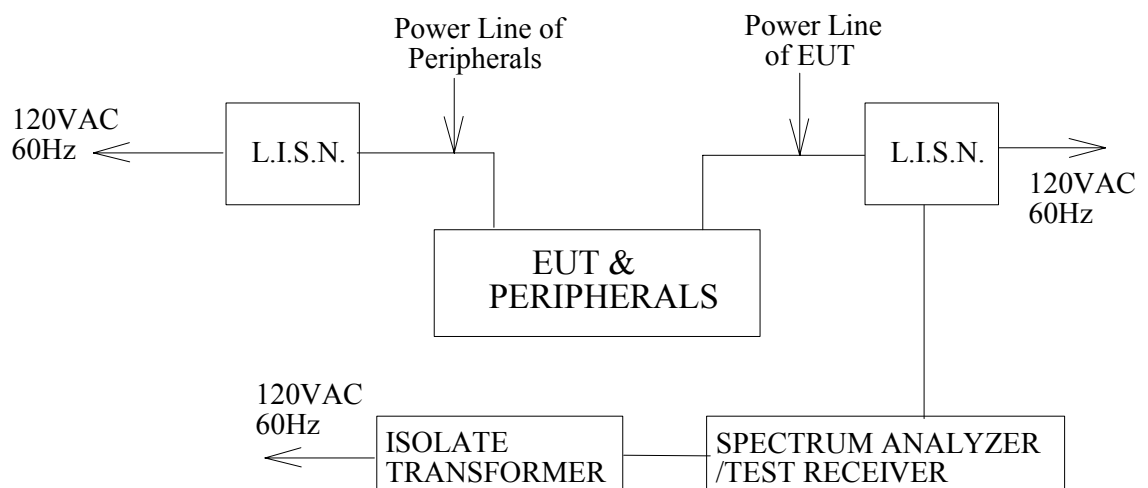 Power Line of
Peripherals
Power Line
of EUT
120VAC
60Hz
L.I.S.N.
L.I.S.N.
120VAC
60Hz
EUT &
PERIPHERALS
120VAC
60Hz
ISOLATE
TRANSFORMER
SPECTRUM ANALYZER
/TEST RECEIVER